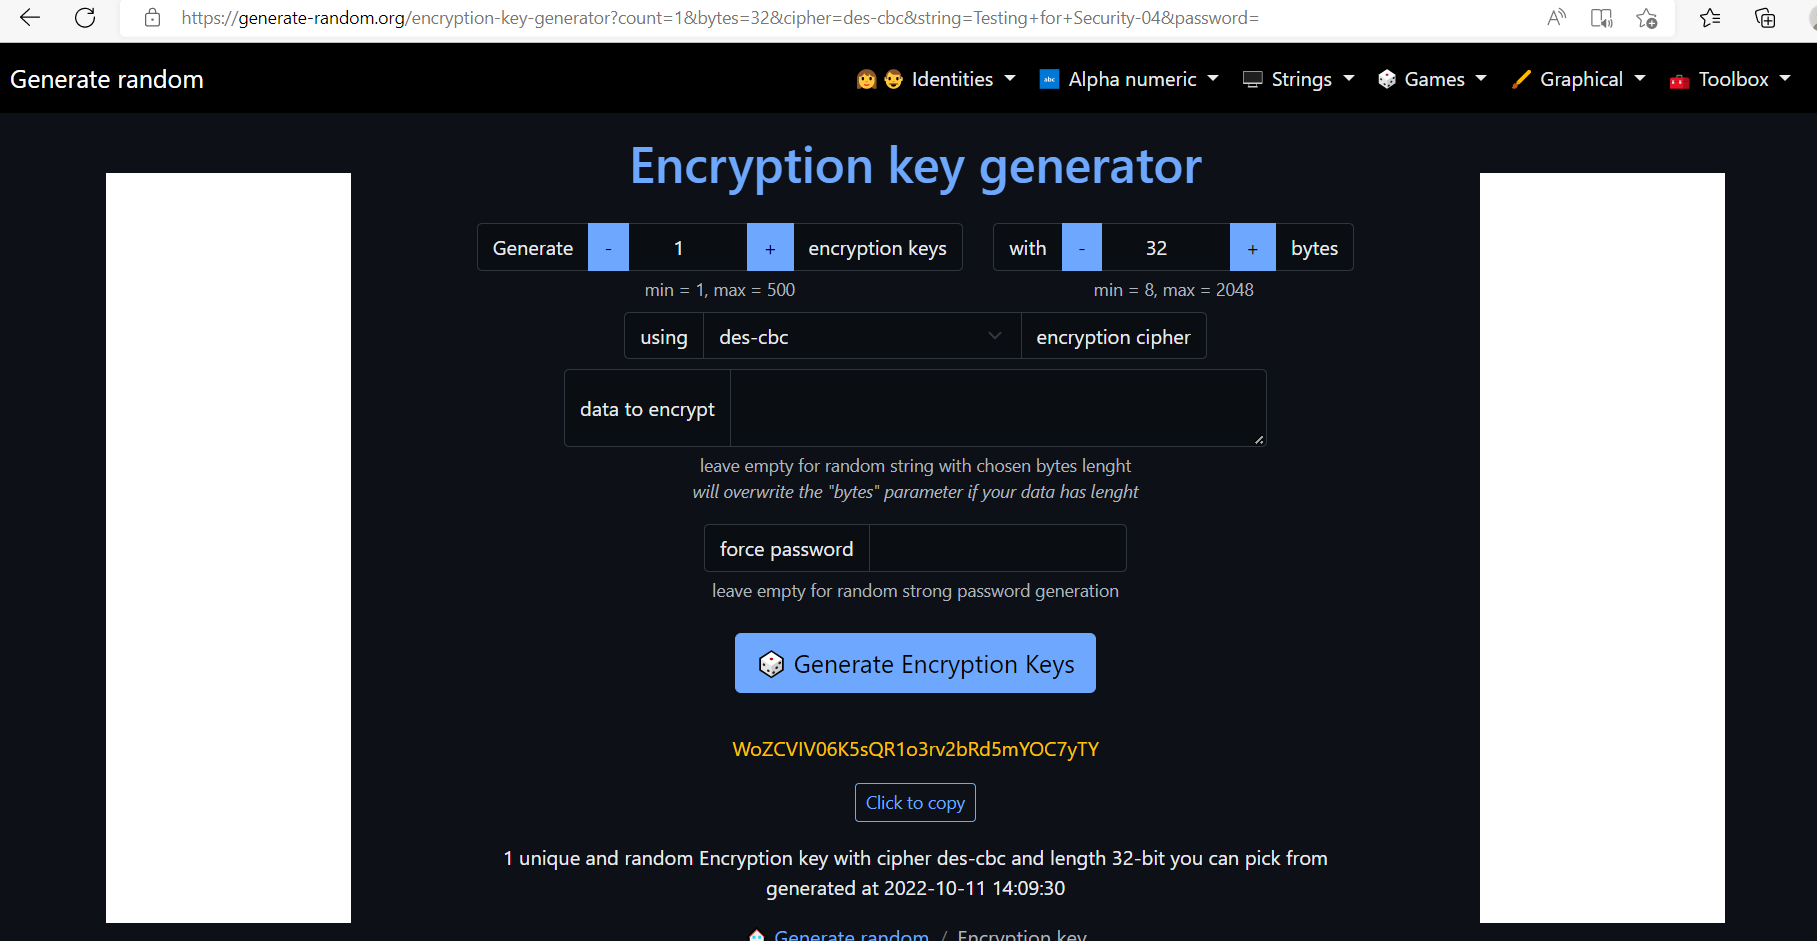 https://generate-random.org/encryption-key-generator?count=1&bytes=32&cipher=des-cbc&string=Testing+for+Security-04&password=
Generate random
Identities
Alpha numeric
Strings
Games
Graphical
Toolbox
Encryption key generator
Generate - 1 + encryption keys
with - 32 + bytes
min = 1, max = 500
min = 8, max = 2048
using des-cbc encryption cipher
data to encrypt
leave empty for random string with chosen bytes lenght
will overwrite the "bytes" parameter if your data has lenght
force password
leave empty for random strong password generation
Generate Encryption Keys
WoZCVIV06K5sQR1o3rv2bRd5mYOC7yTY
Click to copy
1 unique and random Encryption key with cipher des-cbc and length 32-bit you can pick from
generated at 2022-10-11 14:09:30
Generate random / Encryption key